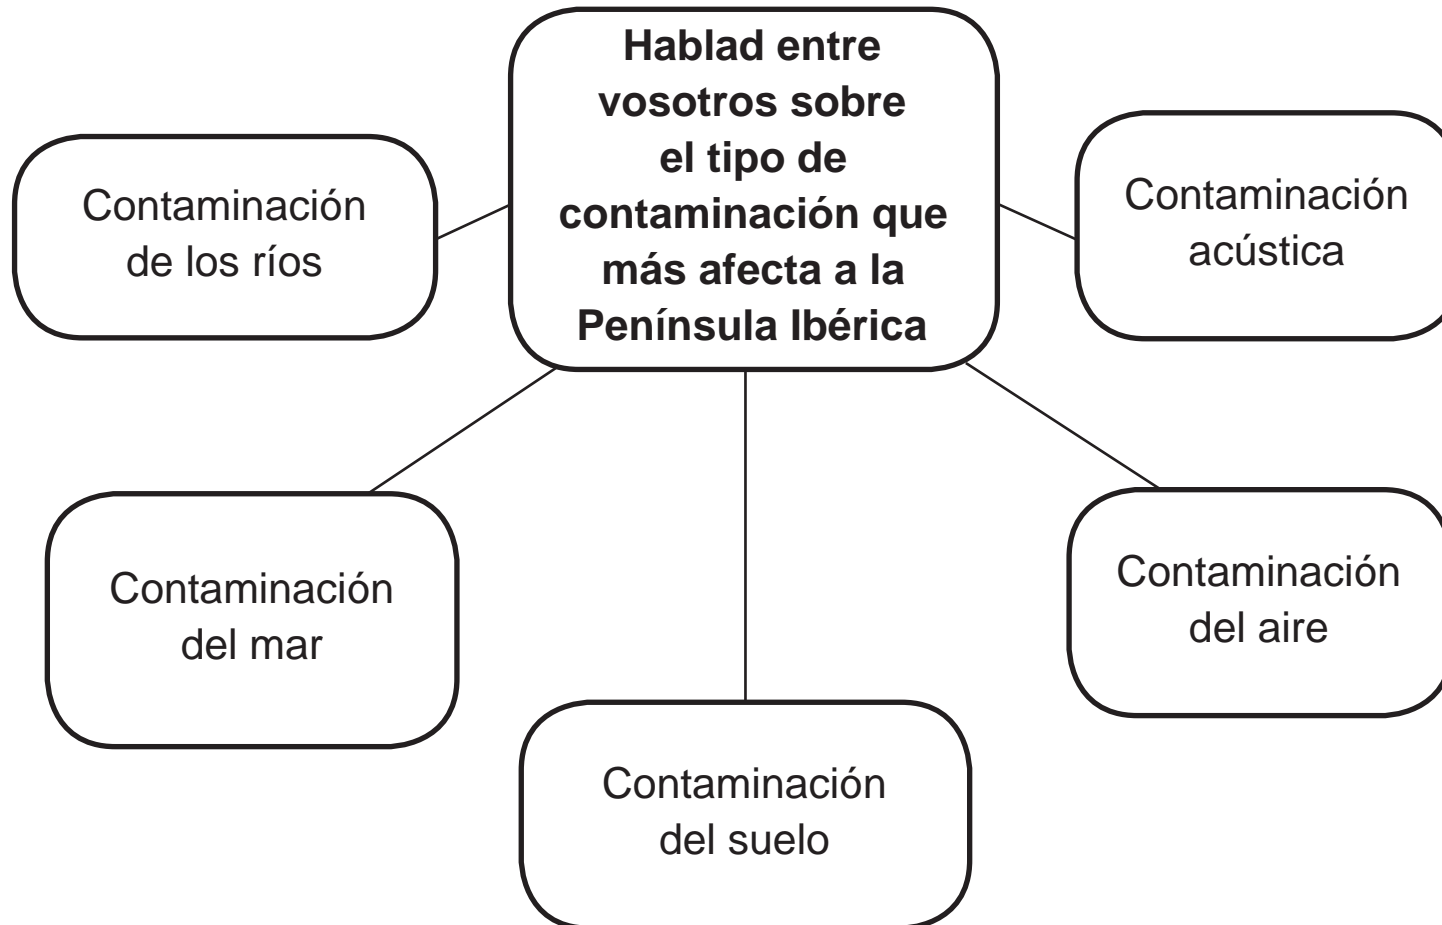 Hablad entre
vosotros sobre
el tipo de
contaminación que
más afecta a la
Península Ibérica
Contaminación
de los ríos
Contaminación
acústica
Contaminación
del mar
Contaminación
del aire
Contaminación
del suelo